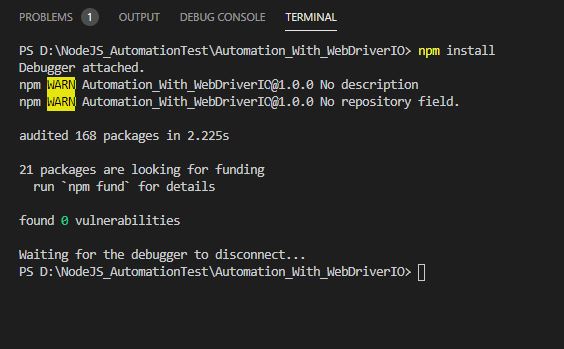 PROBLEMS 1 OUTPUT DEBUG CONSOLE TERMINAL
PS D:\NodeJS_AutomationTest\Automation_With_WebDriverIO> npm install
Debugger attached.
npm WARN Automation_With_WebDriverIO@1.0.0 No description
npm WARN Automation_With_WebDriverIO@1.0.0 No repository field.
audited 168 packages in 2.225s
21 packages are looking for funding
run `npm fund` for details
found 0 vulnerabilities
Waiting for the debugger to disconnect...
PS D:\NodeJS_AutomationTest\Automation_With_WebDriverIO>